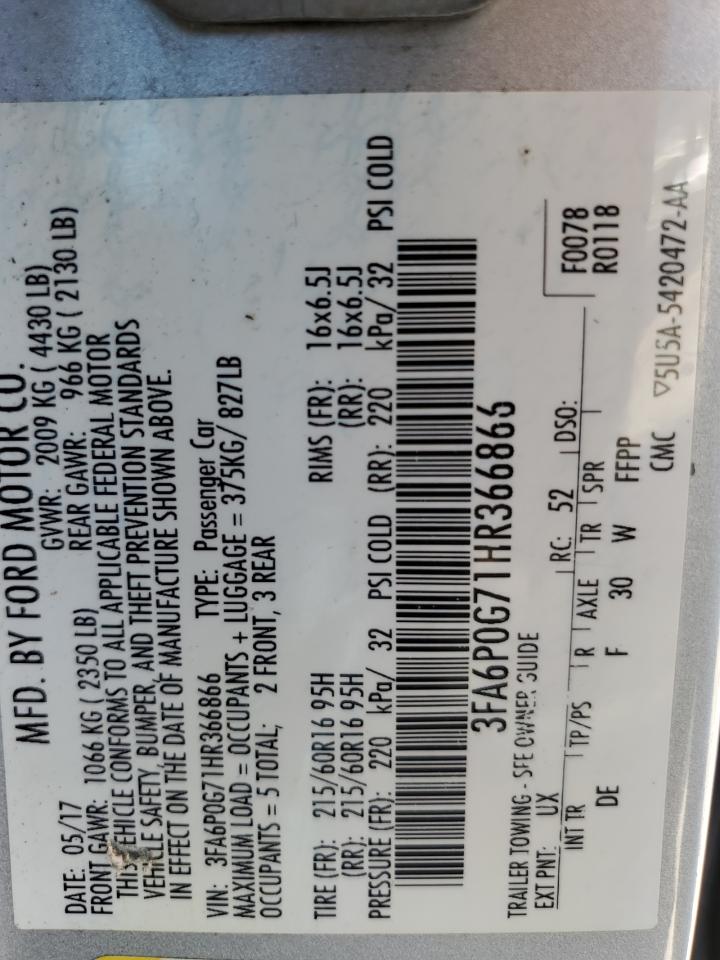 MFD. BY FORD MOTOR CO.
DATE: 05/17 GVWR: 2009 KG ( 4430 LB)
FRONT GAWR: 1066 KG ( 2350 LB) REAR GAWR: 966 KG ( 2130 LB)
THIS VEHICLE CONFORMS TO ALL APPLICABLE FEDERAL MOTOR
VEHICLE SAFETY, BUMPER, AND THEFT PREVENTION STANDARDS
IN EFFECT ON THE DATE OF MANUFACTURE SHOWN ABOVE.
VIN: 3FA6P0G71HR366866 TYPE: Passenger Car
MAXIMUM LOAD = OCCUPANTS + LUGGAGE = 375KG/ 827LB
OCCUPANTS = 5 TOTAL; 2 FRONT, 3 REAR
TIRE (FR): 215/60R16 95H RIMS (FR): 16x6.5J
(RR): 215/60R16 95H (RR): 16x6.5J
PRESSURE (FR): 220 kPa/ 32 PSI COLD (RR): 220 kPa/ 32 PSI COLD
3FA6P0G71HR366866
TRAILER TOWING - SEE OWNER GUIDE
EXT PNT: UX RC: 52 DSO: F0078
R0118
INT TR TP/PS R AXLE TR SPR
DE F 30 W FFPP
CMC ▽5U5A-5420472-AA